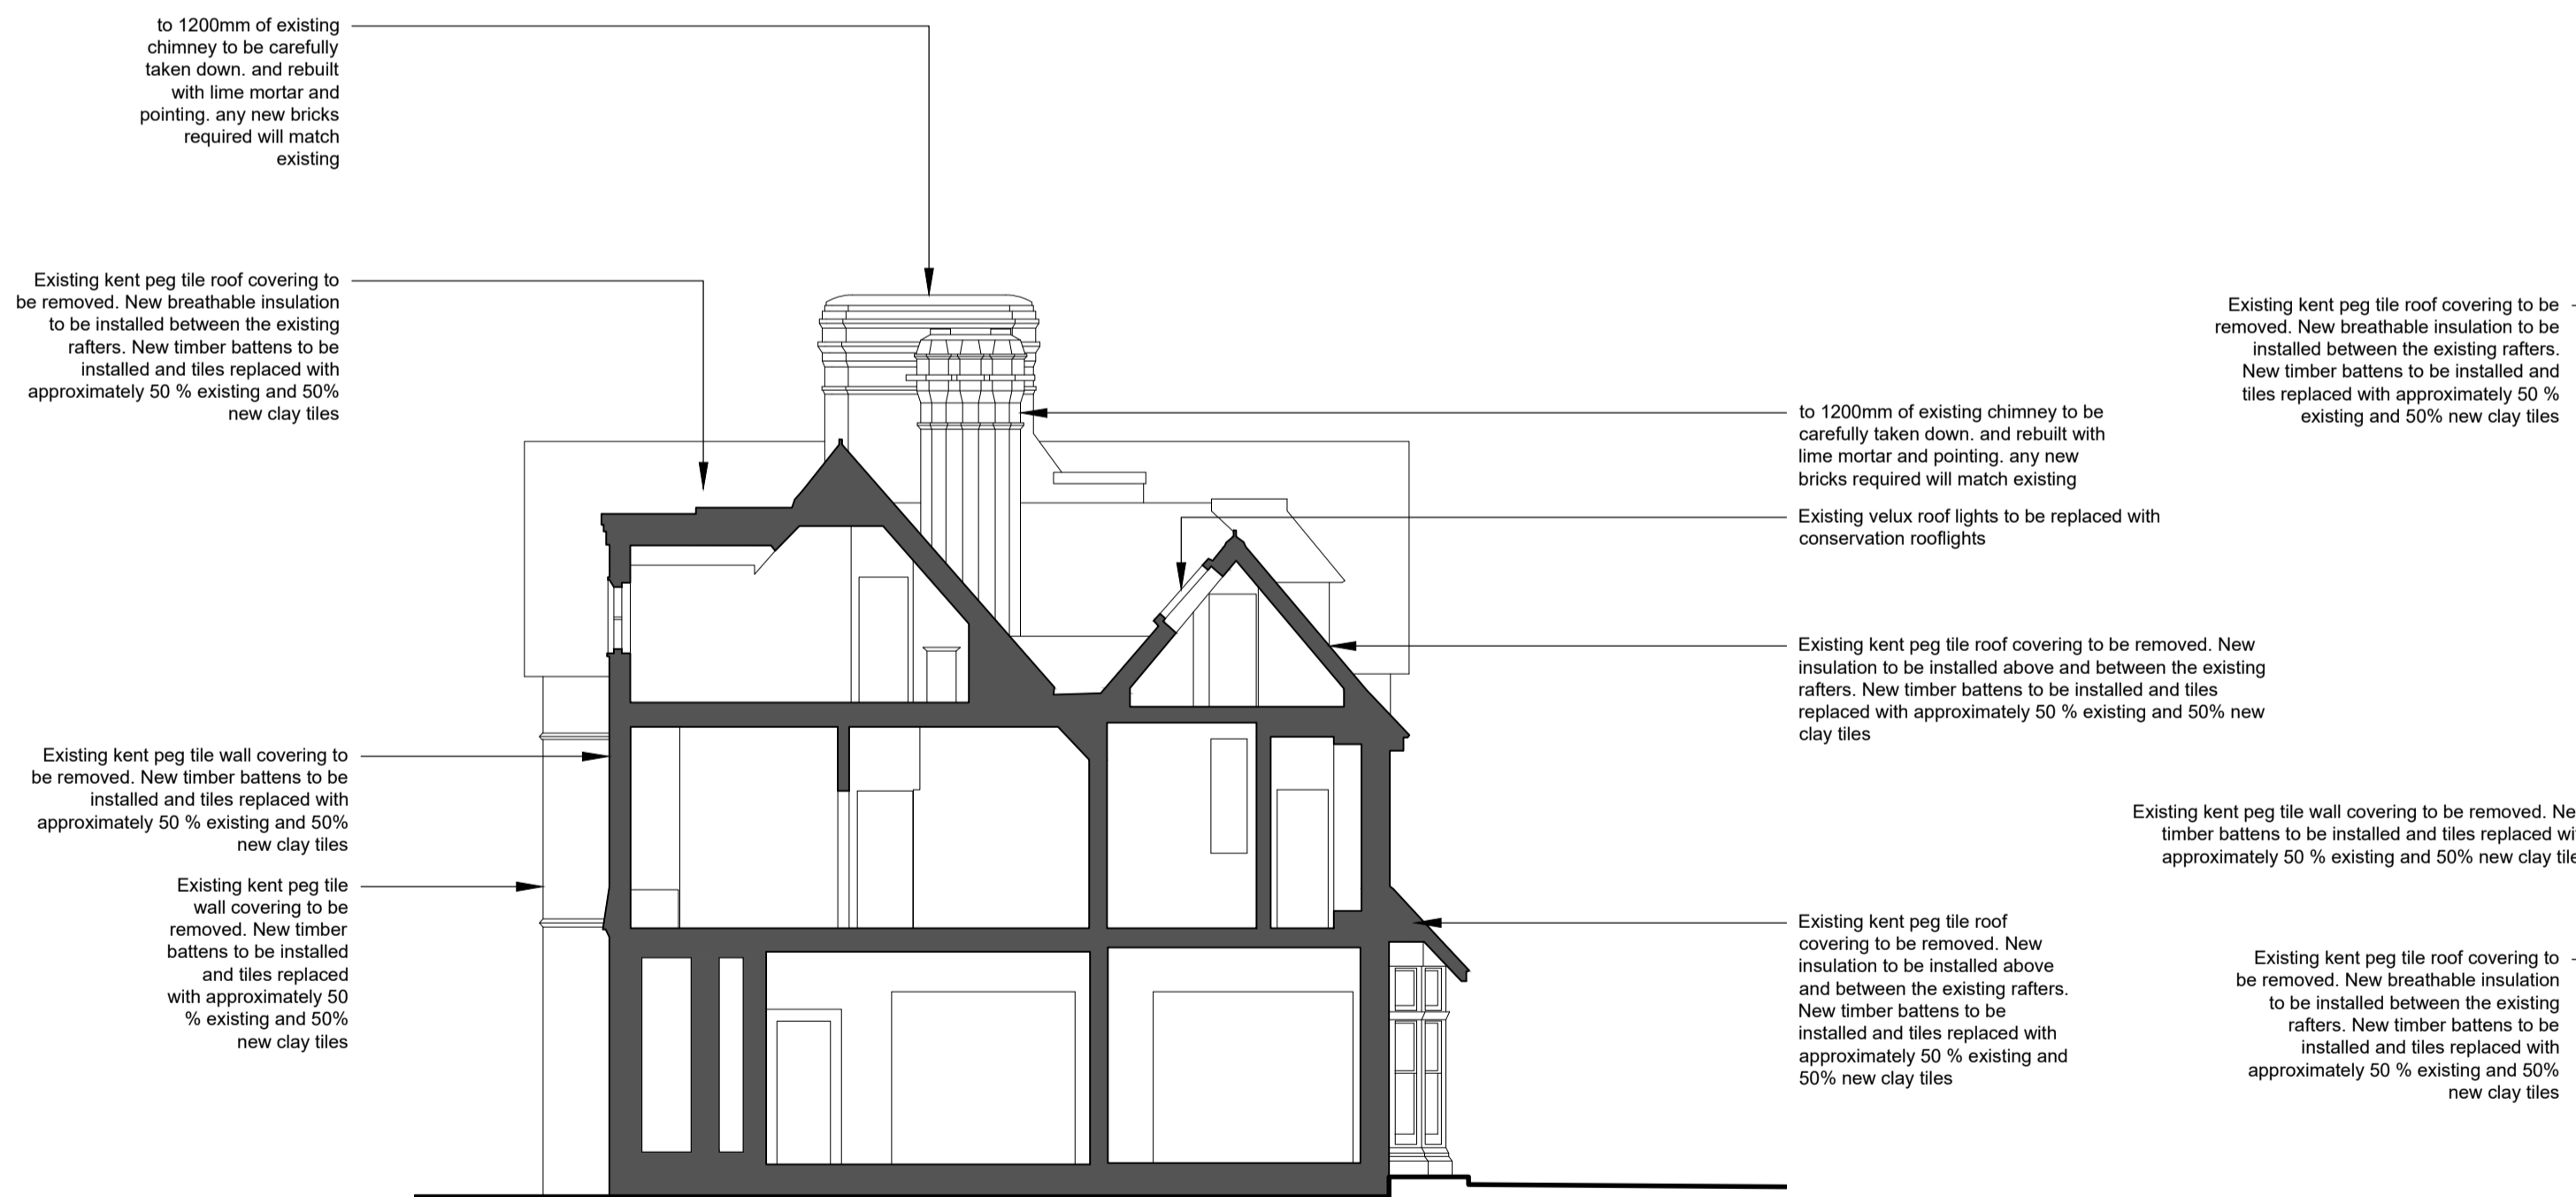 to 1200mm of existing
chimney to be carefully
taken down. and rebuilt
with lime mortar and
pointing. any new bricks
required will match
existing
Existing kent peg tile roof covering to
be removed. New breathable insulation
to be installed between the existing
rafters. New timber battens to be
installed and tiles replaced with
approximately 50 % existing and 50%
new clay tiles
Existing kent peg tile wall covering to
be removed. New timber battens to be
installed and tiles replaced with
approximately 50 % existing and 50%
new clay tiles
Existing kent peg tile
wall covering to be
removed. New timber
battens to be installed
and tiles replaced
with approximately 50
% existing and 50%
new clay tiles
to 1200mm of existing chimney to be
carefully taken down. and rebuilt with
lime mortar and pointing. any new
bricks required will match existing
Existing velux roof lights to be replaced with
conservation rooflights
Existing kent peg tile roof covering to be removed. New
insulation to be installed above and between the existing
rafters. New timber battens to be installed and tiles
replaced with approximately 50 % existing and 50% new
clay tiles
Existing kent peg tile roof
covering to be removed. New
insulation to be installed above
and between the existing rafters.
New timber battens to be
installed and tiles replaced with
approximately 50 % existing and
50% new clay tiles
Existing kent peg tile roof covering to be
removed. New breathable insulation to be
installed between the existing rafters.
New timber battens to be installed and
tiles replaced with approximately 50 %
existing and 50% new clay tiles
Existing kent peg tile wall covering to be removed. Ne
timber battens to be installed and tiles replaced wi
approximately 50 % existing and 50% new clay tile
Existing kent peg tile roof covering to
be removed. New breathable insulation
to be installed between the existing
rafters. New timber battens to be
installed and tiles replaced with
approximately 50 % existing and 50%
new clay tiles